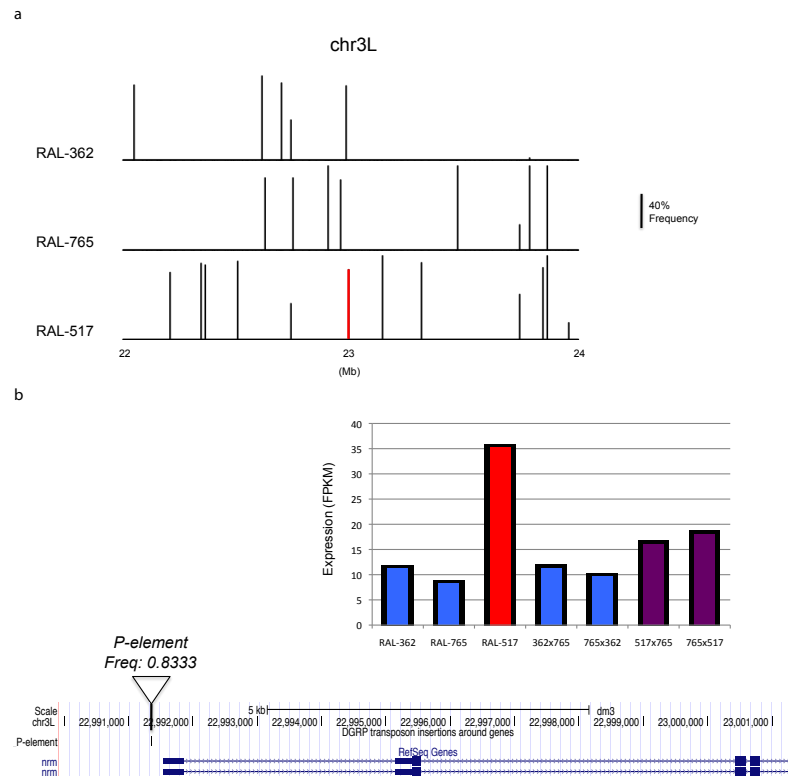 a
chr3L
RAL-362
RAL-765
RAL-517
40%
Frequency
22
23
24
(Mb)
b
Expression (FPKM)
40
35
30
25
20
15
10
5
0
RAL-362
RAL-765
RAL-517
362x765
765x362
517x765
765x517
P-element
Freq: 0.8333
Scale
5 kb
dm3
chr3L
22,991,000
22,992,000
22,993,000
22,994,000
22,995,000
22,996,000
22,997,000
22,998,000
22,999,000
23,000,000
23,001,000
DGRP transposon insertions around genes
P-element
RefSeq Genes
nrm
nrm